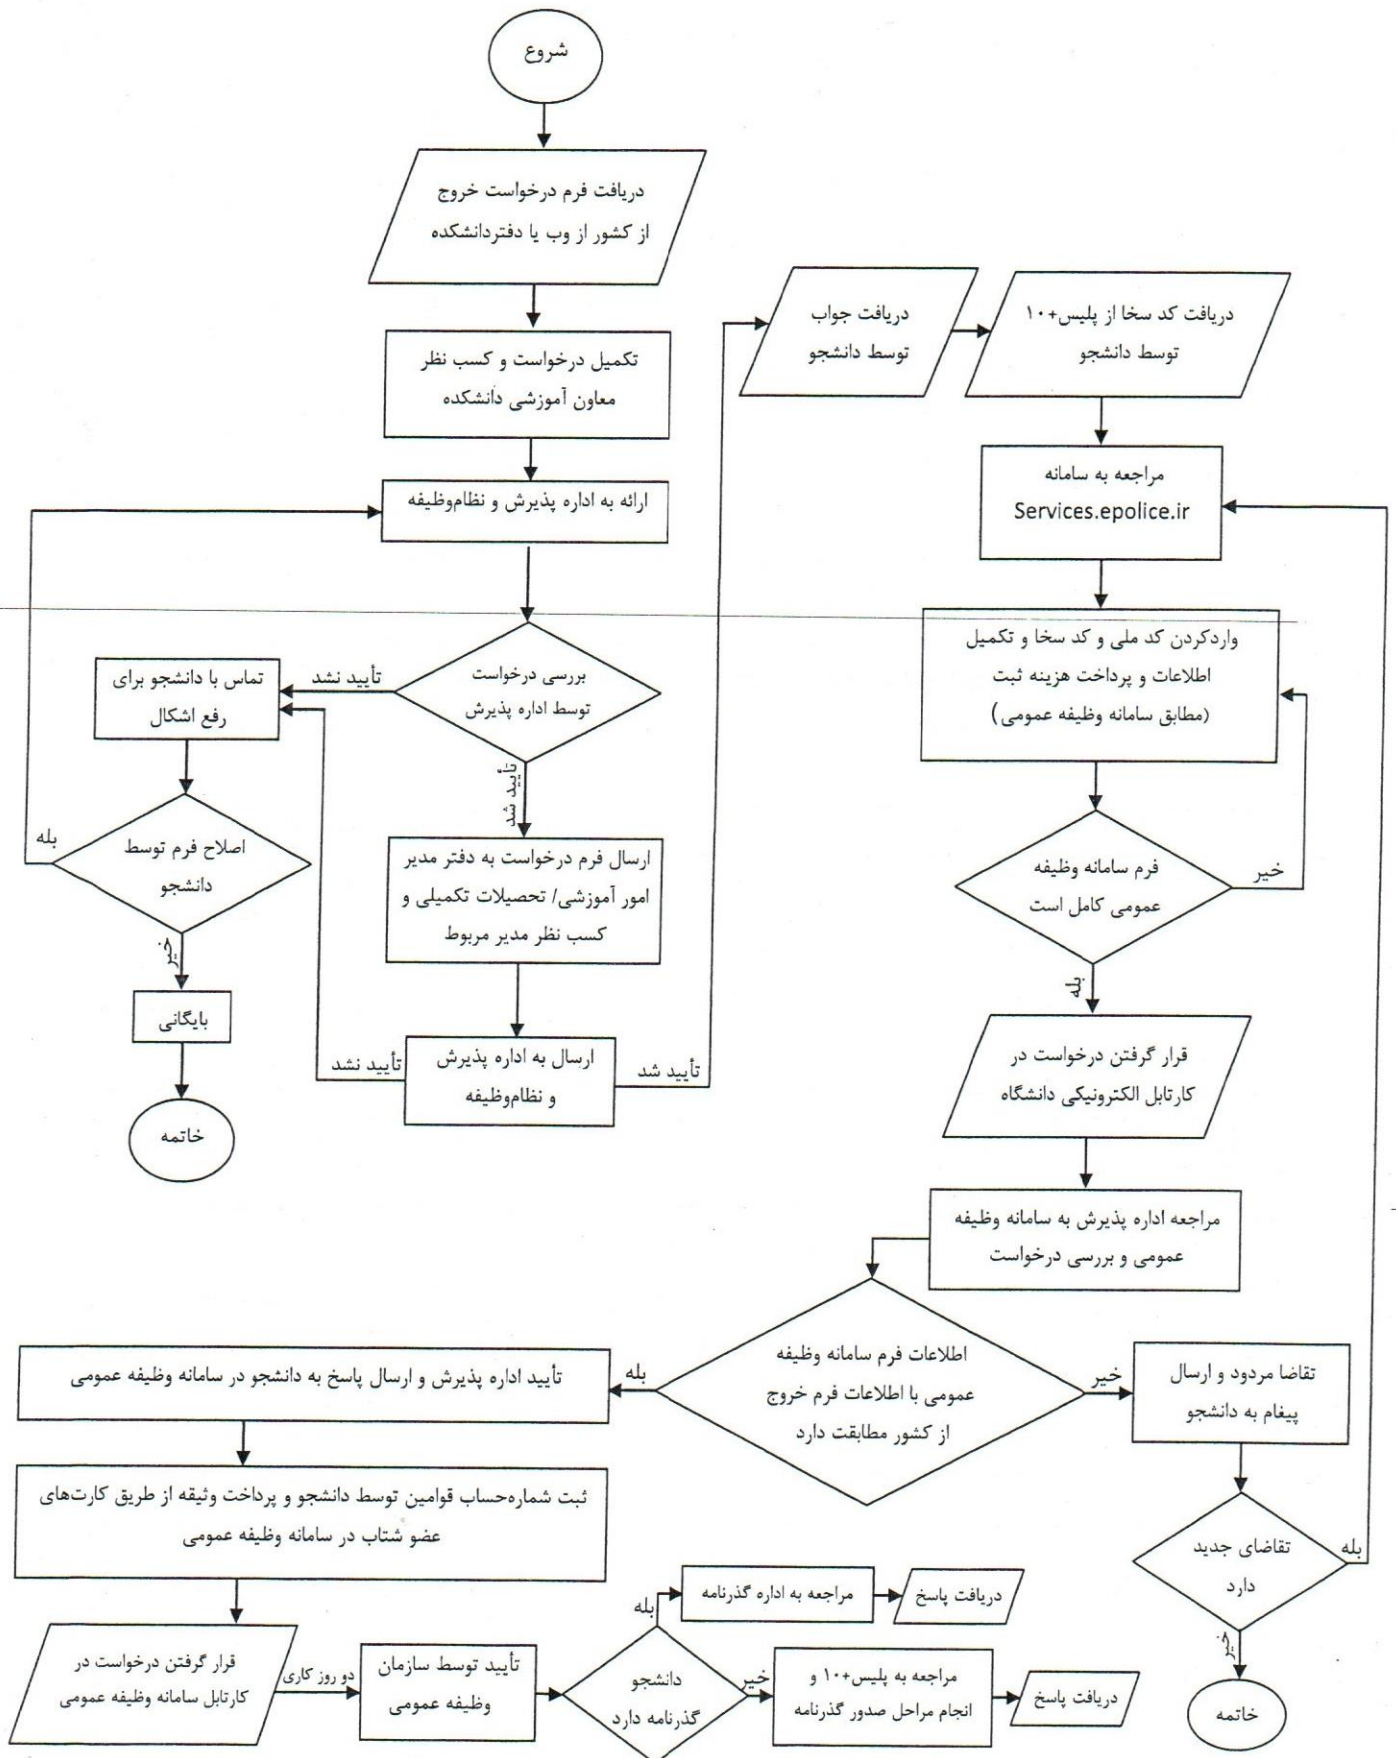 شروع
دریافت فرم درخواست خروج
از کشور از وب یا دفتردانشکده
تکمیل درخواست و کسب نظر
معاون آموزشی دانشکده
ارائه به اداره پذیرش و نظام‌وظیفه
بررسی درخواست
توسط اداره پذیرش
تأیید نشد
تماس با دانشجو برای
رفع اشکال
اصلاح فرم توسط
دانشجو
بله
خیر
بایگانی
خاتمه
تأیید شد
ارسال فرم درخواست به دفتر مدیر
امور آموزشی/ تحصیلات تکمیلی و
کسب نظر مدیر مربوط
ارسال به اداره پذیرش
و نظام‌وظیفه
تأیید نشد
تأیید شد
دریافت جواب
توسط دانشجو
دریافت کد سخا از پلیس+۱۰
توسط دانشجو
مراجعه به سامانه
Services.epolice.ir
واردکردن کد ملی و کد سخا و تکمیل
اطلاعات و پرداخت هزینه ثبت
(مطابق سامانه وظیفه عمومی)
فرم سامانه وظیفه
عمومی کامل است
خیر
بله
قرار گرفتن درخواست در
کارتابل الکترونیکی دانشگاه
مراجعه اداره پذیرش به سامانه وظیفه
عمومی و بررسی درخواست
اطلاعات فرم سامانه وظیفه
عمومی با اطلاعات فرم خروج
از کشور مطابقت دارد
خیر
تقاضا مردود و ارسال
پیغام به دانشجو
تقاضای جدید
دارد
بله
خیر
خاتمه
بله
تأیید اداره پذیرش و ارسال پاسخ به دانشجو در سامانه وظیفه عمومی
ثبت شماره‌حساب قوامین توسط دانشجو و پرداخت وثیقه از طریق کارت‌های
عضو شتاب در سامانه وظیفه عمومی
قرار گرفتن درخواست در
کارتابل سامانه وظیفه عمومی
دو روز کاری
تأیید توسط سازمان
وظیفه عمومی
دانشجو
گذرنامه دارد
بله
مراجعه به اداره گذرنامه
دریافت پاسخ
خیر
مراجعه به پلیس+۱۰ و
انجام مراحل صدور گذرنامه
دریافت پاسخ